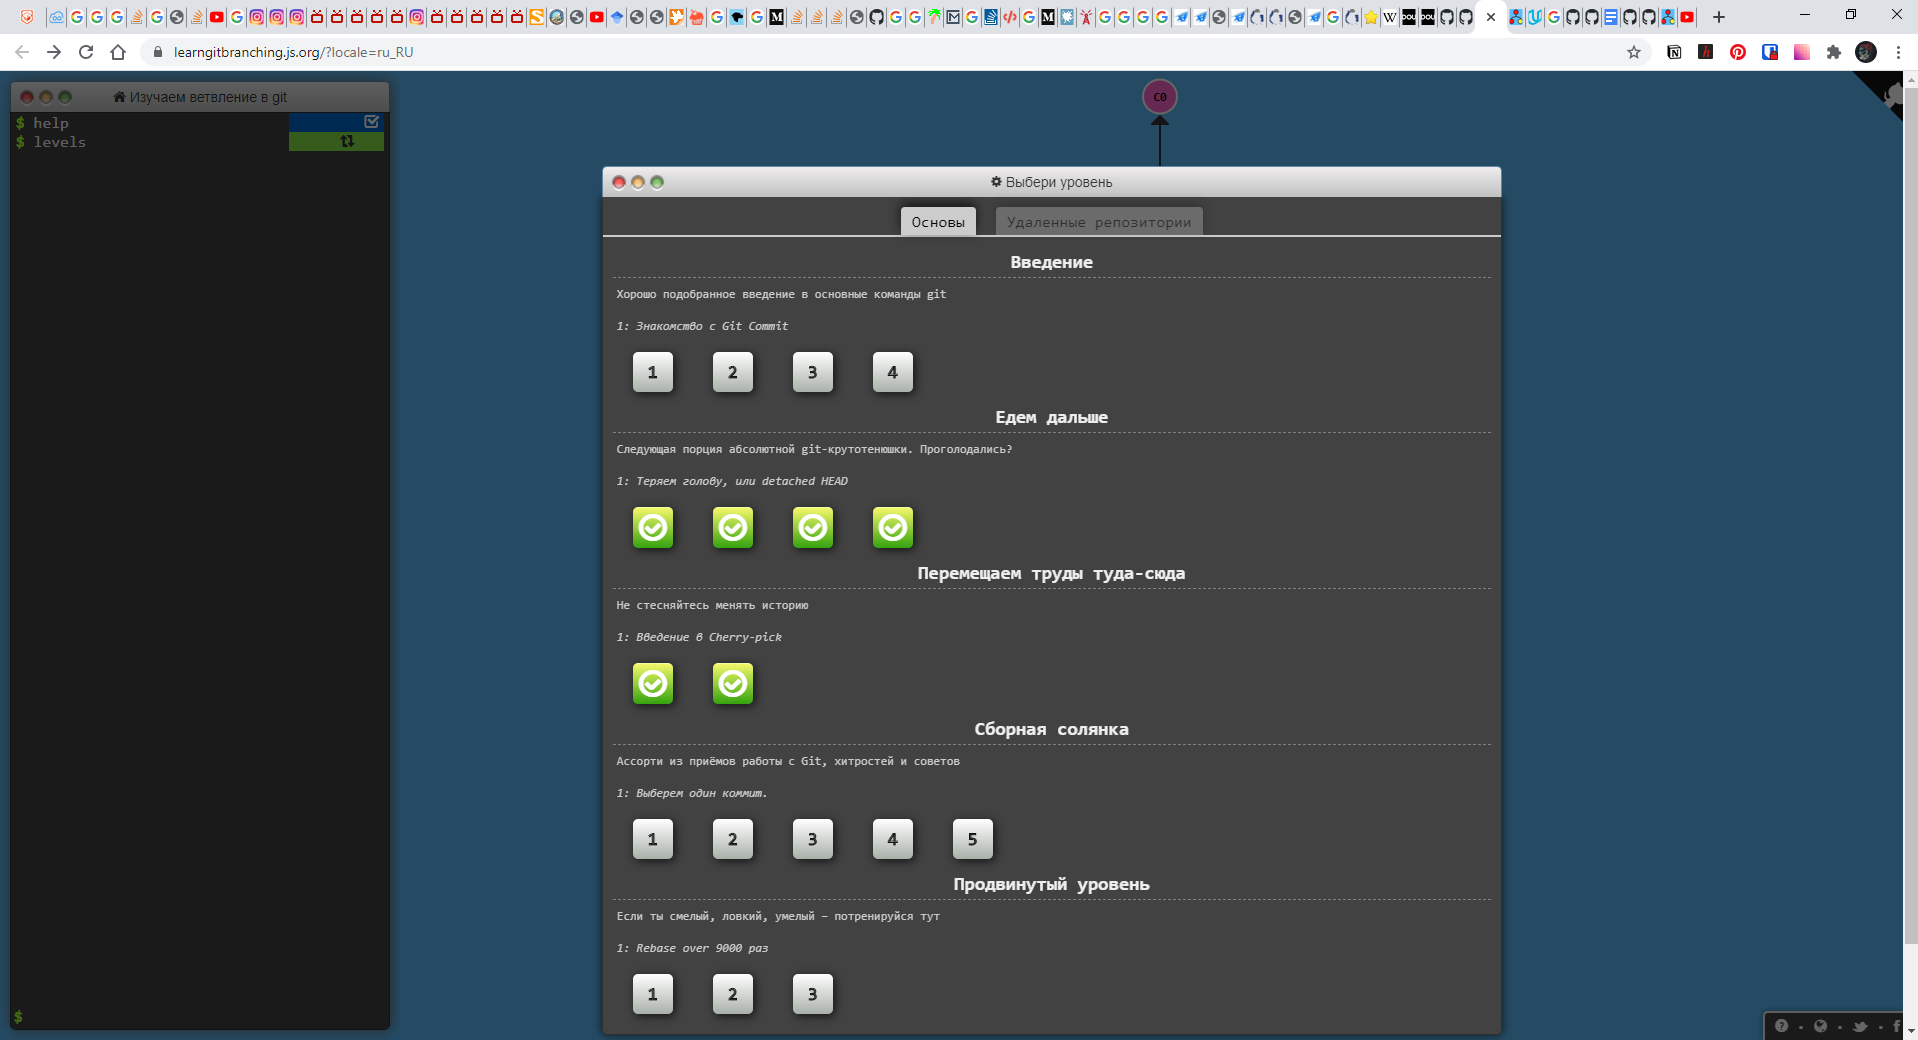 learngitbranching.js.org/?locale=ru_RU
Изучаем ветвление в git
$ help
$ levels
C0
Выбери уровень
Основы
Удаленные репозитории
Введение
Хорошо подобранное введение в основные команды git
1: Знакомство с Git Commit
1 2 3 4
Едем дальше
Следующая порция абсолютной git-крутотенюшки. Проголодались?
1: Теряем голову, или detached HEAD
Перемещаем труды туда-сюда
Не стесняйтесь менять историю
1: Введение в Cherry-pick
Сборная солянка
Ассорти из приёмов работы с Git, хитростей и советов
1: Выберем один коммит.
1 2 3 4 5
Продвинутый уровень
Если ты смелый, ловкий, умелый – потренируйся тут
1: Rebase over 9000 раз
1 2 3
$